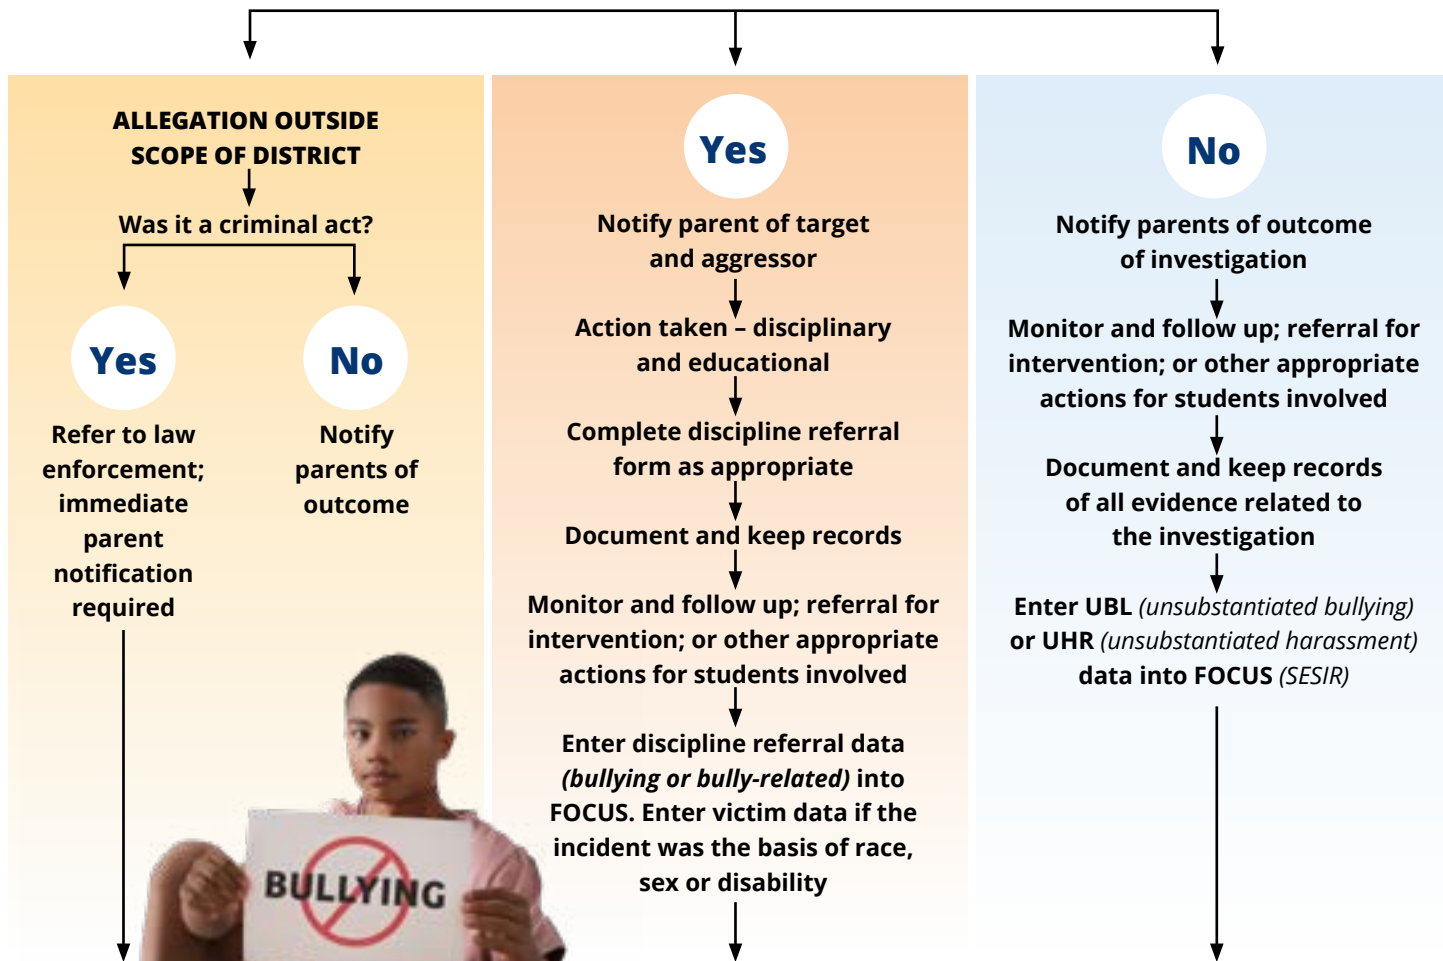 ALLEGATION OUTSIDE
SCOPE OF DISTRICT
Was it a criminal act?
Yes
Refer to law
enforcement;
immediate
parent
notification
required
No
Notify
parents of
outcome
BULLYING
Yes
Notify parent of target
and aggressor
Action taken – disciplinary
and educational
Complete discipline referral
form as appropriate
Document and keep records
Monitor and follow up; referral for
intervention; or other appropriate
actions for students involved
Enter discipline referral data
(bullying or bully-related) into
FOCUS. Enter victim data if the
incident was the basis of race,
sex or disability
No
Notify parents of outcome
of investigation
Monitor and follow up; referral for
intervention; or other appropriate
actions for students involved
Document and keep records
of all evidence related to
the investigation
Enter UBL (unsubstantiated bullying)
or UHR (unsubstantiated harassment)
data into FOCUS (SESIR)